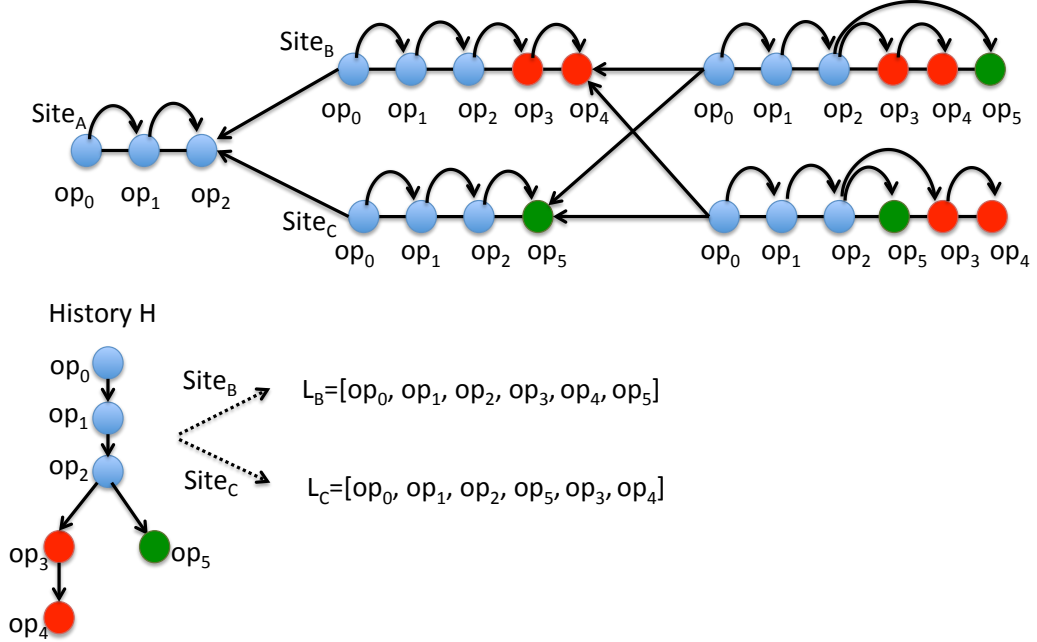 Site_B
op_0 op_1 op_2 op_3 op_4
op_0 op_1 op_2 op_3 op_4 op_5
Site_A
op_0 op_1 op_2
Site_C
op_0 op_1 op_2 op_5
op_0 op_1 op_2 op_5 op_3 op_4
History H
op_0
op_1
op_2
op_3
op_5
op_4
Site_B
L_B=[op_0, op_1, op_2, op_3, op_4, op_5]
Site_C
L_C=[op_0, op_1, op_2, op_5, op_3, op_4]